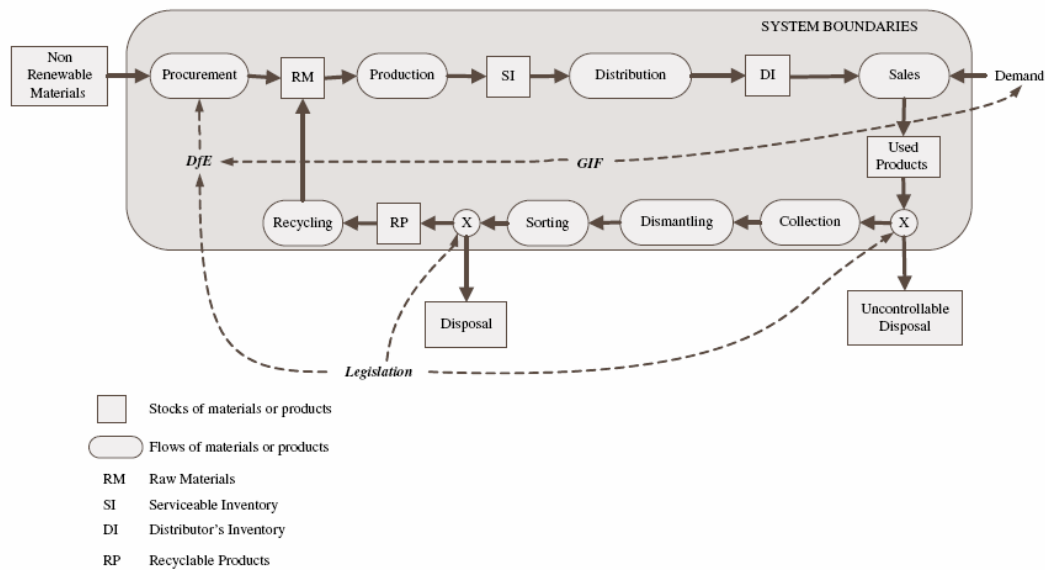 SYSTEM BOUNDARIES
Non
Renewable
Materials
Procurement
RM
Production
SI
Distribution
DI
Sales
Demand
DfE
GIF
Used
Products
Recycling
RP
X
Sorting
Dismantling
Collection
X
Disposal
Uncontrollable
Disposal
Legislation
Stocks of materials or products
Flows of materials or products
RM Raw Materials
SI Serviceable Inventory
DI Distributor's Inventory
RP Recyclable Products